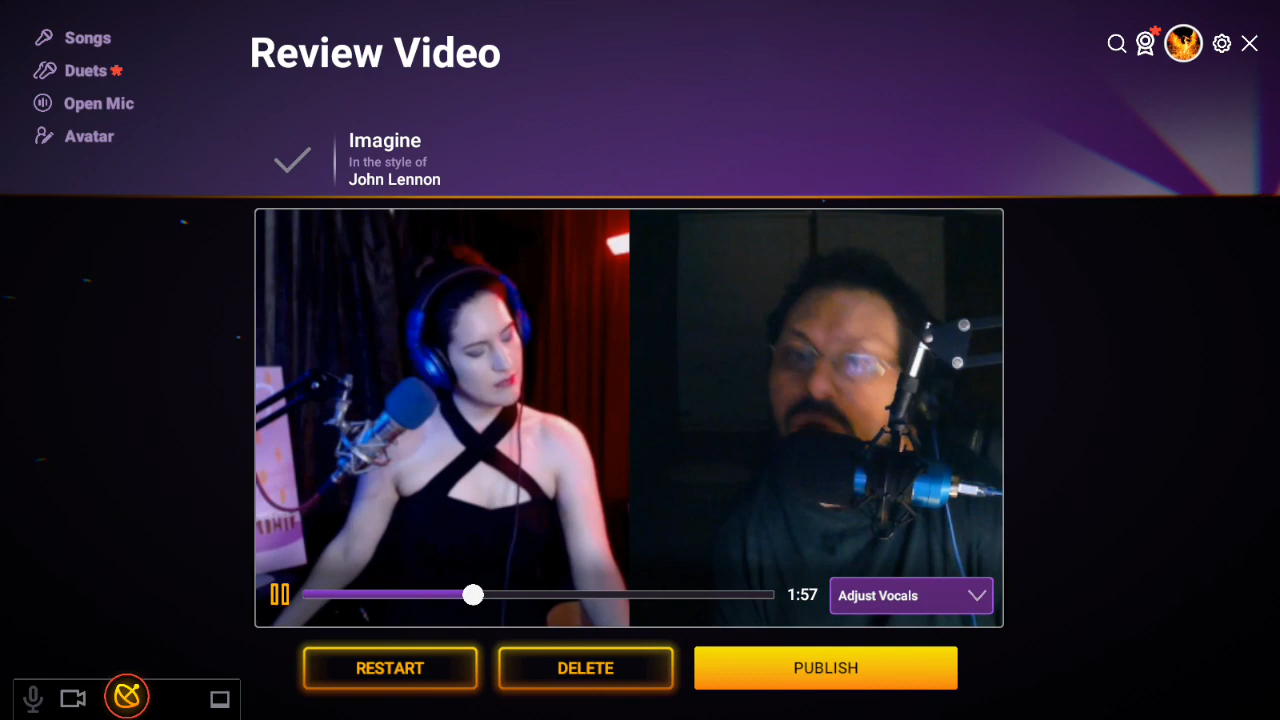 Songs
Duets
Open Mic
Avatar
Review Video
Imagine
In the style of
John Lennon
1:57
Adjust Vocals
RESTART
DELETE
PUBLISH